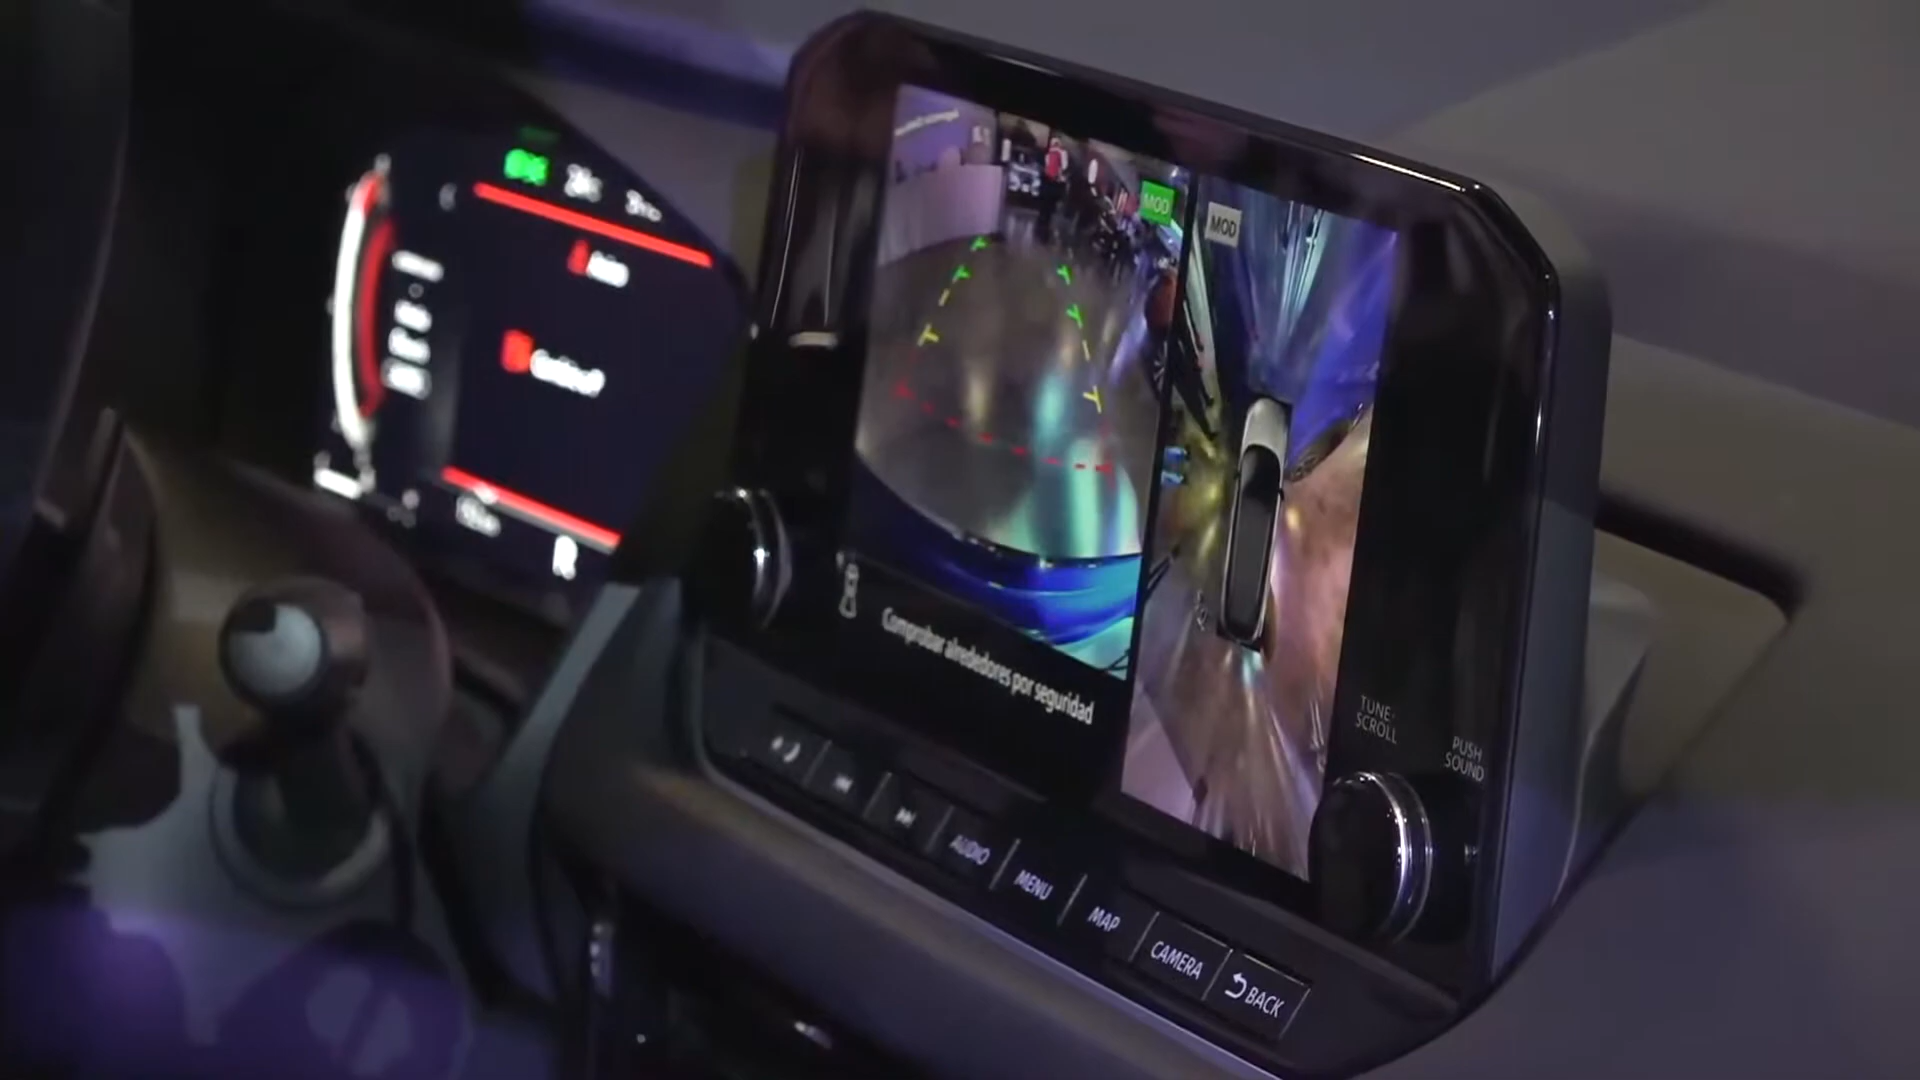 MOD
MOD
Comprobar alrededores por seguridad
TUNE·
SCROLL
PUSH
SOUND
AUDIO
MENU
MAP
CAMERA
BACK
R